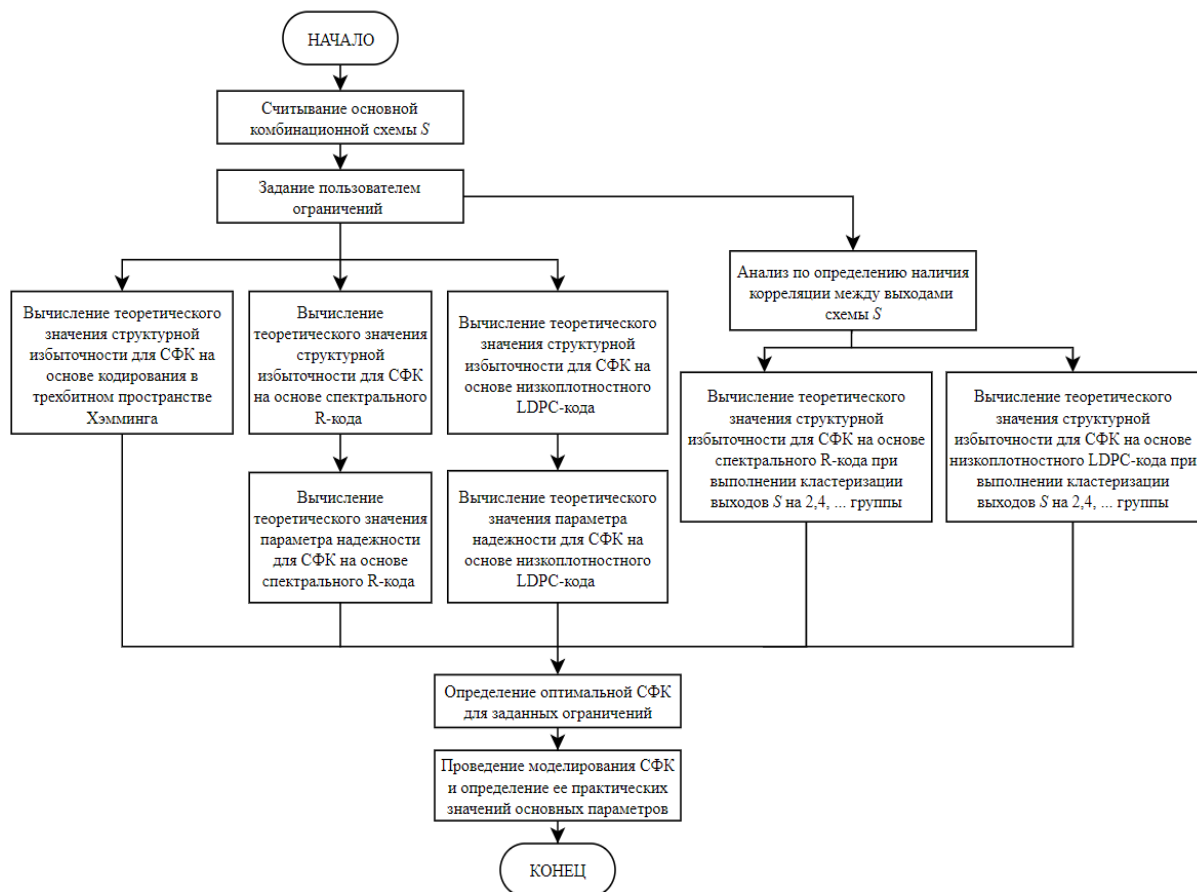 НАЧАЛО
Считывание основной
комбинационной схемы S
Задание пользователем
ограничений
Анализ по определению наличия
корреляции между выходами
схемы S
Вычисление теоретического
значения структурной
избыточности для СФК на
основе кодирования в
трехбитном пространстве
Хэмминга
Вычисление
теоретического значения
структурной
избыточности для СФК
на основе спектрального
R-кода
Вычисление теоретического
значения структурной
избыточности для СФК на
основе низкоплотностного
LDPC-кода
Вычисление теоретического
значения структурной
избыточности для СФК на основе
спектрального R-кода при
выполнении кластеризации
выходов S на 2,4, ... группы
Вычисление теоретического
значения структурной
избыточности для СФК на основе
низкоплотностного LDPC-кода при
выполнении кластеризации
выходов S на 2,4, ... группы
Вычисление
теоретического значения
параметра надежности
для СФК на основе
спектрального R-кода
Вычисление теоретического
значения параметра
надежности для СФК на
основе низкоплотностного
LDPC-кода
Определение оптимальной СФК
для заданных ограничений
Проведение моделирования СФК
и определение ее практических
значений основных параметров
КОНЕЦ